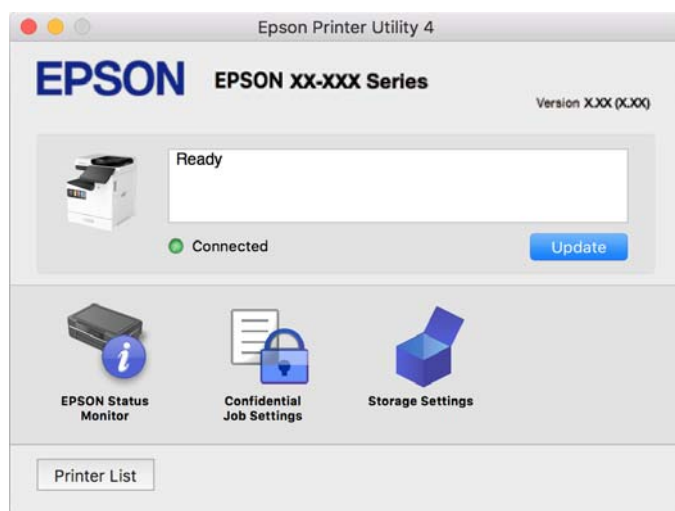 Epson Printer Utility 4
EPSON
EPSON XX-XXX Series
Version X.XX (X.XX)
Ready
Connected
Update
EPSON Status
Monitor
Confidential
Job Settings
Storage Settings
Printer List